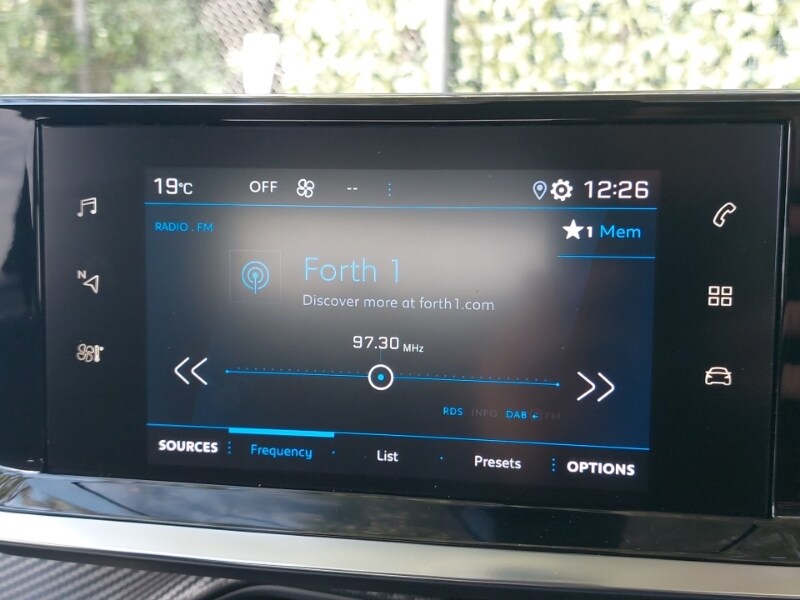 19°C OFF -- 12:26
RADIO . FM
1 Mem
Forth 1
Discover more at forth1.com
97.30 MHz
N
RDS INFO DAB FM
SOURCES Frequency List Presets OPTIONS